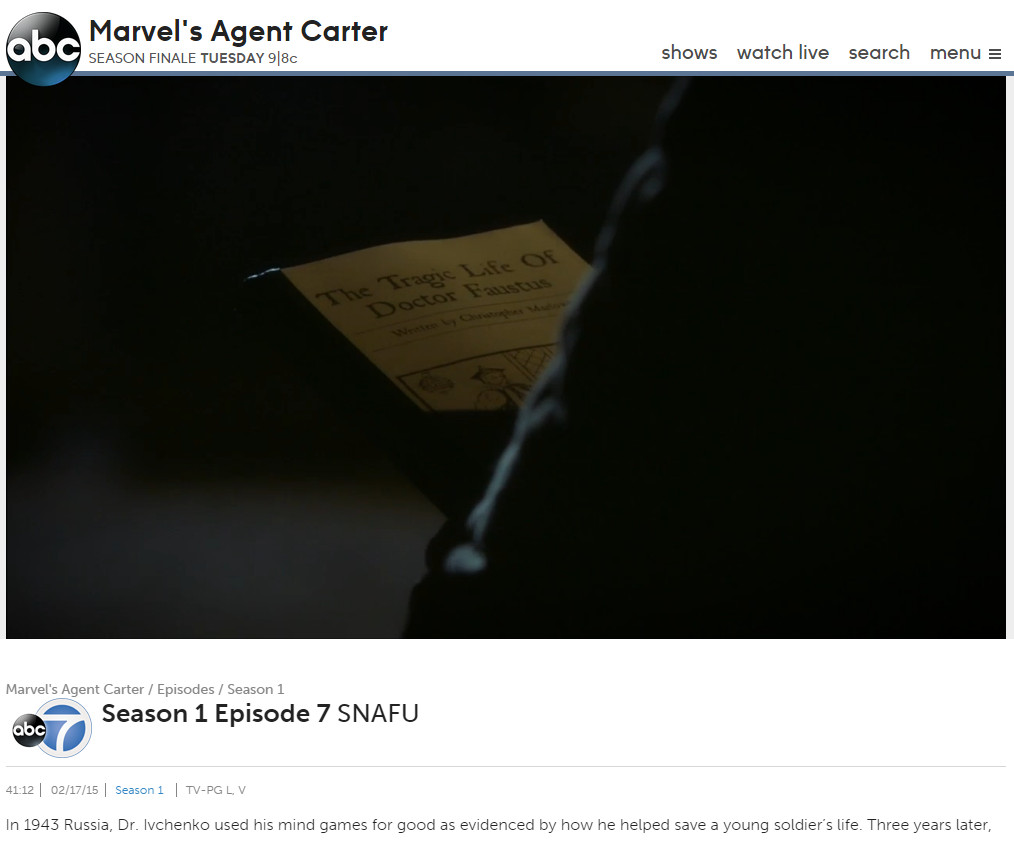 abc
Marvel's Agent Carter
SEASON FINALE TUESDAY 9|8c
shows watch live search menu
The Tragic Life Of
Doctor Faustus
Written by Christopher
Marvel's Agent Carter / Episodes / Season 1
abc 7
Season 1 Episode 7 SNAFU
41:12 | 02/17/15 | Season 1 | TV-PG L, V
In 1943 Russia, Dr. Ivchenko used his mind games for good as evidenced by how he helped save a young soldier's life. Three years later,